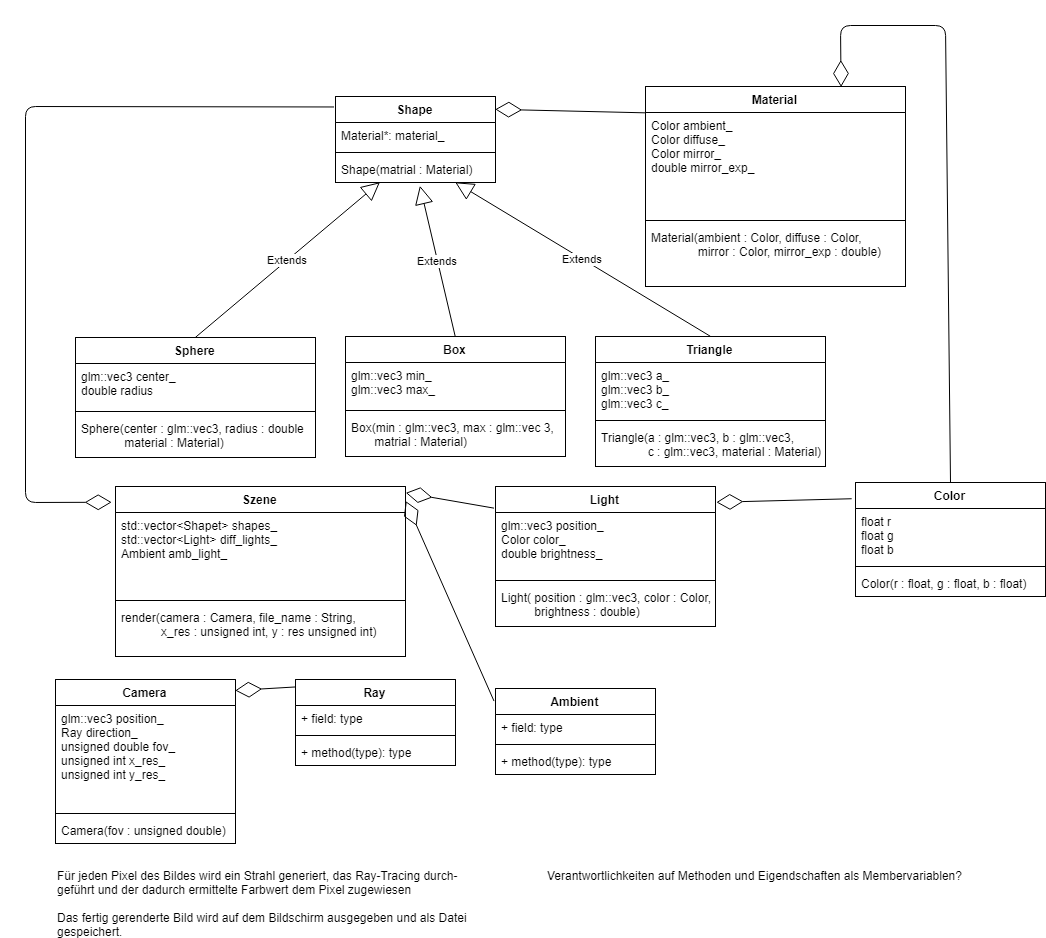 Shape
Material*: material_
Shape(matrial : Material)
Material
Color ambient_
Color diffuse_
Color mirror_
double mirror_exp_
Material(ambient : Color, diffuse : Color,
mirror : Color, mirror_exp : double)
Extends
Extends
Extends
Sphere
glm::vec3 center_
double radius
Sphere(center : glm::vec3, radius : double
material : Material)
Box
glm::vec3 min_
glm::vec3 max_
Box(min : glm::vec3, max : glm::vec 3,
matrial : Material)
Triangle
glm::vec3 a_
glm::vec3 b_
glm::vec3 c_
Triangle(a : glm::vec3, b : glm::vec3,
c : glm::vec3, material : Material)
Szene
std::vector<Shapet> shapes_
std::vector<Light> diff_lights_
Ambient amb_light_
render(camera : Camera, file_name : String,
x_res : unsigned int, y : res unsigned int)
Light
glm::vec3 position_
Color color_
double brightness_
Light( position : glm::vec3, color : Color,
brightness : double)
Color
float r
float g
float b
Color(r : float, g : float, b : float)
Camera
glm::vec3 position_
Ray direction_
unsigned double fov_
unsigned int x_res_
unsigned int y_res_
Camera(fov : unsigned double)
Ray
+ field: type
+ method(type): type
Ambient
+ field: type
+ method(type): type
Für jeden Pixel des Bildes wird ein Strahl generiert, das Ray-Tracing durch-
geführt und der dadurch ermittelte Farbwert dem Pixel zugewiesen
Das fertig gerenderte Bild wird auf dem Bildschirm ausgegeben und als Datei
gespeichert.
Verantwortlichkeiten auf Methoden und Eigendschaften als Membervariablen?